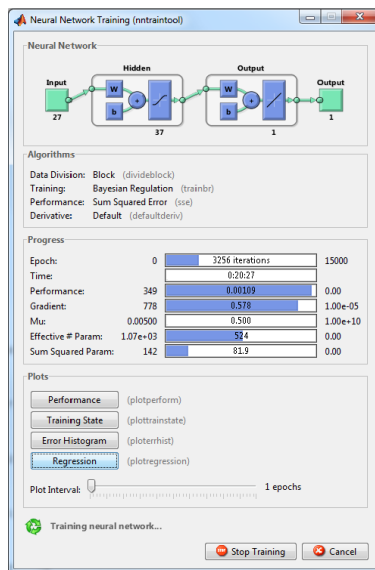 Neural Network Training (nntraintool)
Neural Network
Hidden Output
Input Output
W W
+ +
b b
27 1
37 1
Algorithms
Data Division: Block (divideblock)
Training: Bayesian Regulation (trainbr)
Performance: Sum Squared Error (sse)
Derivative: Default (defaultderiv)
Progress
Epoch: 0 3256 iterations 15000
Time: 0:20:27
Performance: 349 0.00109 0.00
Gradient: 778 0.578 1.00e-05
Mu: 0.00500 0.500 1.00e+10
Effective # Param: 1.07e+03 524 0.00
Sum Squared Param: 142 81.9 0.00
Plots
Performance (plotperform)
Training State (plottrainstate)
Error Histogram (ploterrhist)
Regression (plotregression)
Plot Interval: 1 epochs
Training neural network...
Stop Training Cancel